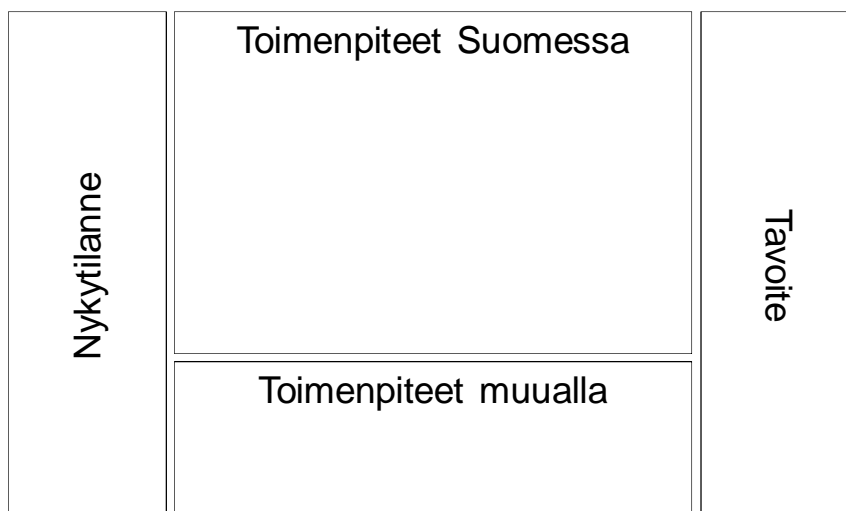 Nykytilanne
Toimenpiteet Suomessa
Toimenpiteet muualla
Tavoite